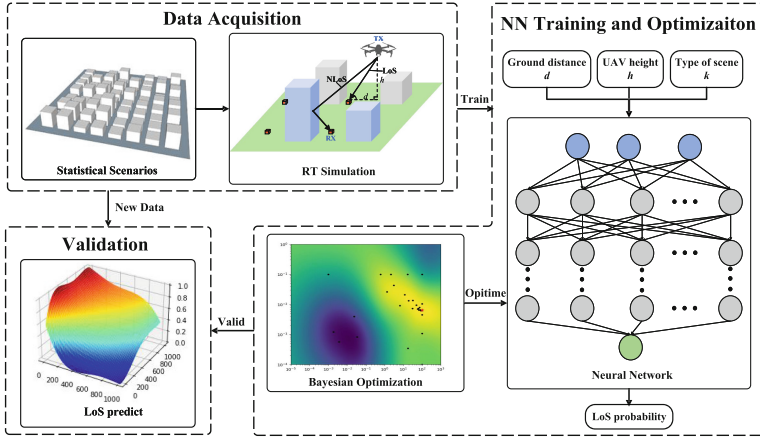 Data Acquisition
Statistical Scenarios
TX
NLoS
LoS
h
d
RX
RT Simulation
Train
NN Training and Optimizaiton
Ground distance
d
UAV height
h
Type of scene
k
Neural Network
LoS probability
New Data
Validation
1.0
0.8
0.6
0.4
0.2
0.0
0
200
400
600
800
1000
0
200
400
600
800
1000
LoS predict
Valid
Bayesian Optimization
Opitime